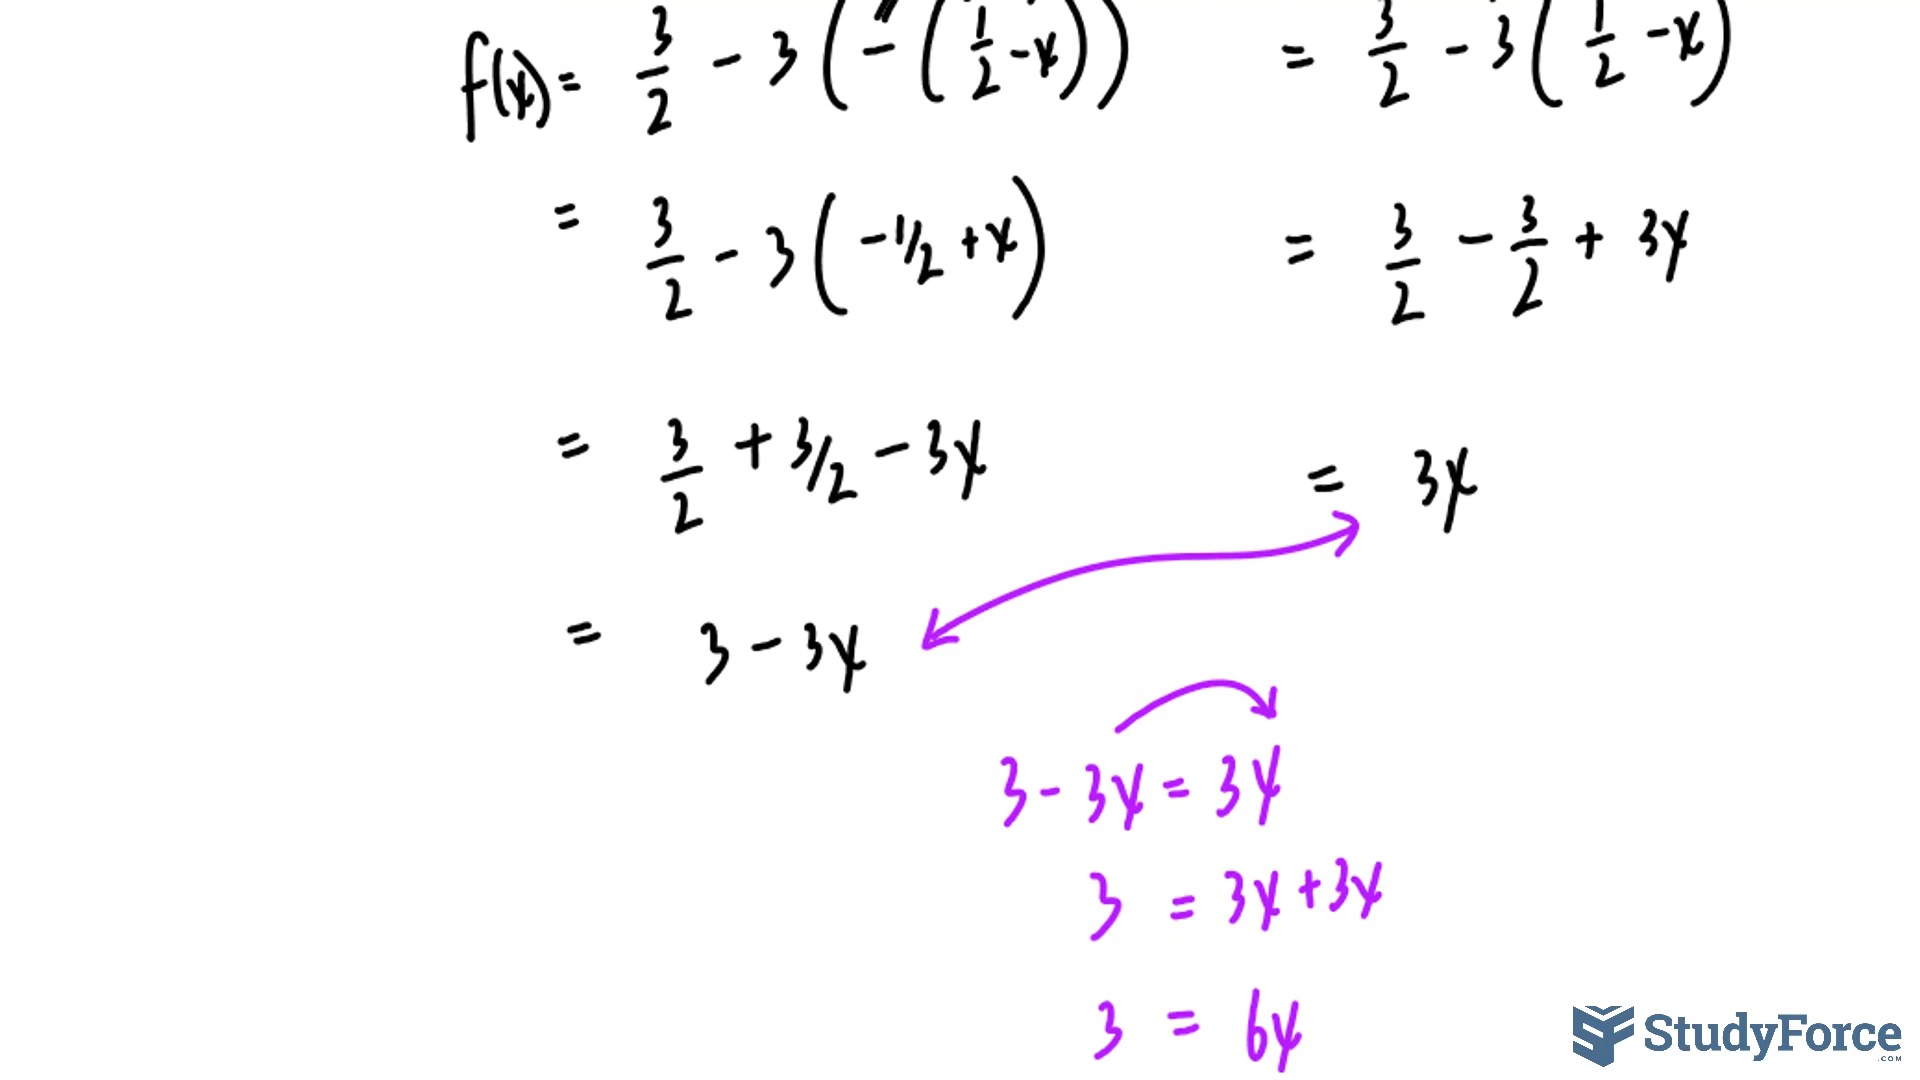 f(x) = 3/2 - 3(-(1/2 - x)) = 3/2 - 3(1/2 - x)
= 3/2 - 3(-1/2 + x) = 3/2 - 3/2 + 3x
= 3/2 + 3/2 - 3x = 3x
= 3 - 3x
3 - 3x = 3x
3 = 3x + 3x
3 = 6x
StudyForce
.COM